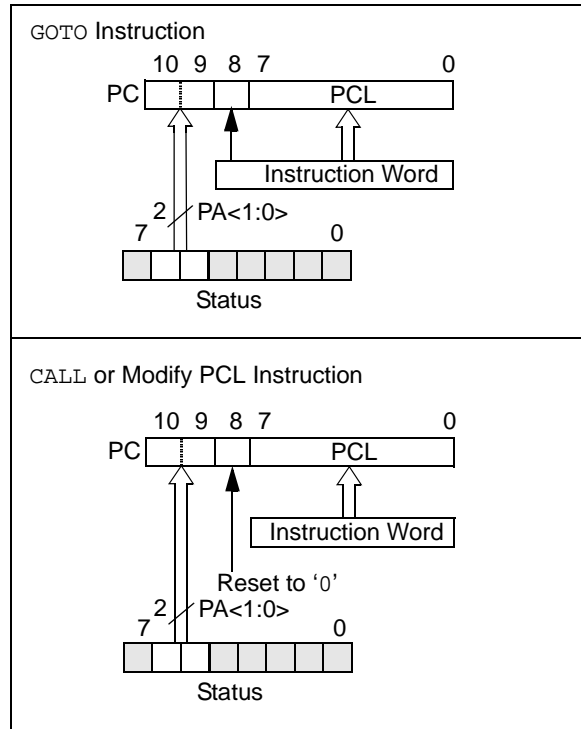 GOTO Instruction
10 9 8 7 0
PC PCL
Instruction Word
2 PA<1:0>
7 0
Status
CALL or Modify PCL Instruction
10 9 8 7 0
PC PCL
Instruction Word
Reset to ‘0’
2 PA<1:0>
7 0
Status